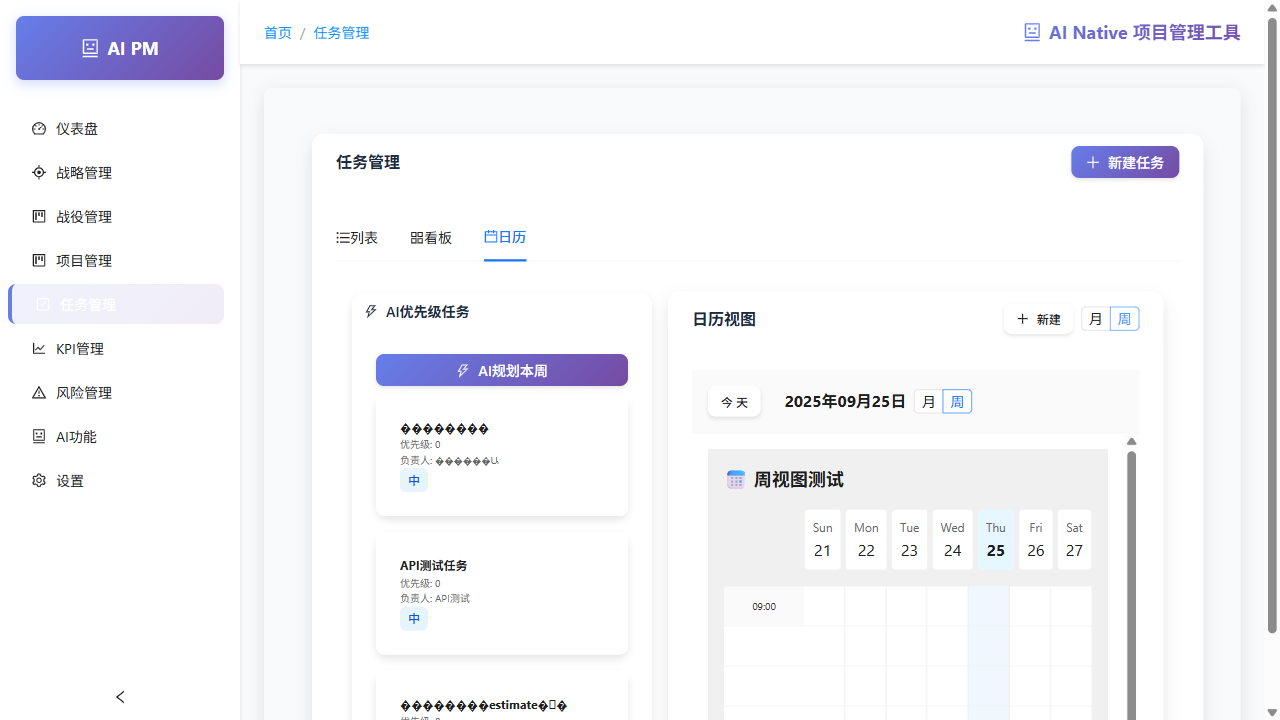 AI PM
首页 / 任务管理
AI Native 项目管理工具
仪表盘
战略管理
战役管理
项目管理
任务管理
KPI管理
风险管理
AI功能
设置
任务管理
新建任务
列表
看板
日历
AI优先级任务
AI规划本周
��������
优先级: 0
负责人: ������Ա
中
API测试任务
优先级: 0
负责人: API测试
中
��������estimate�ֶ�
优先级: 0
日历视图
新建
月 周
今天
2025年09月25日
月 周
周视图测试
Sun Mon Tue Wed Thu Fri Sat
21 22 23 24 25 26 27
09:00